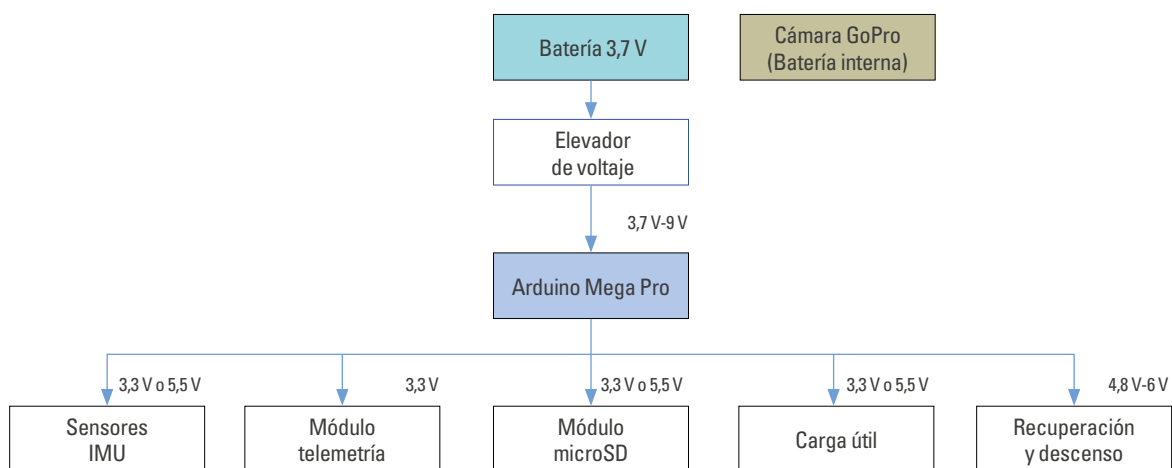 Batería 3,7 V
Cámara GoPro
(Batería interna)
Elevador
de voltaje
3,7 V-9 V
Arduino Mega Pro
3,3 V o 5,5 V
3,3 V
3,3 V o 5,5 V
3,3 V o 5,5 V
4,8 V-6 V
Sensores
IMU
Módulo
telemetría
Módulo
microSD
Carga útil
Recuperación
y descenso